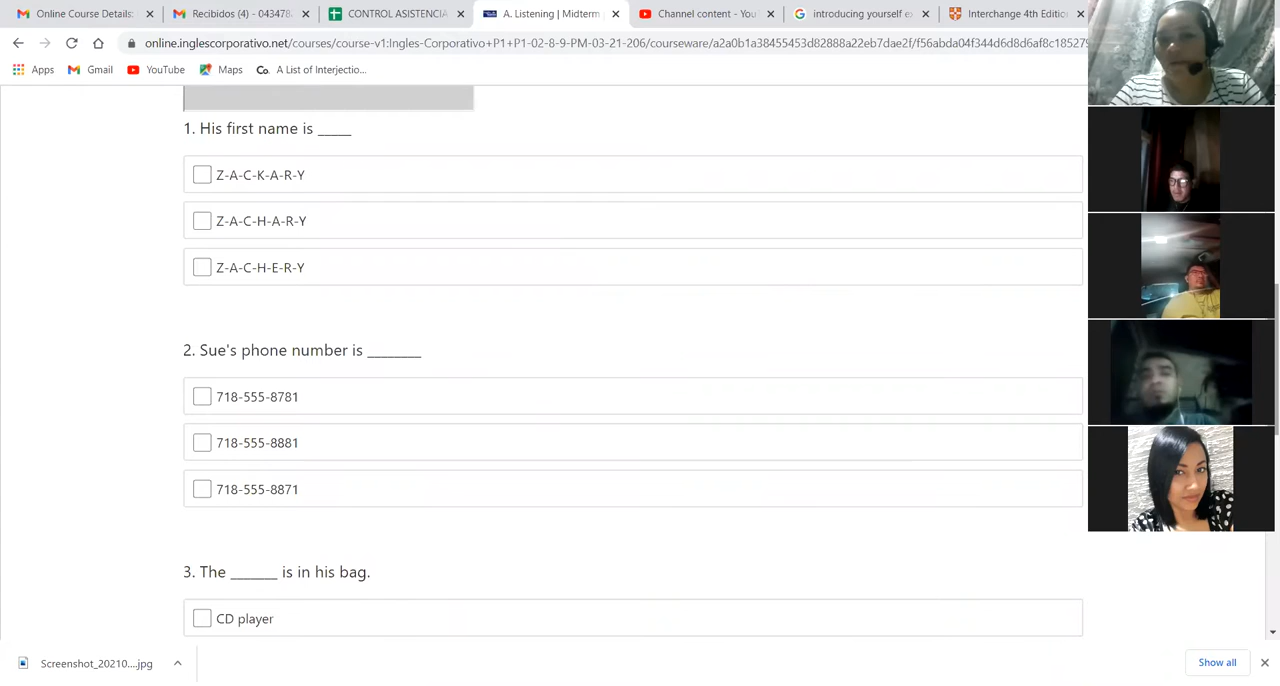 Online Course Details:
Recibidos (4) - 043478
CONTROL ASISTENCIA
A. Listening | Midterm
Channel content - You
introducing yourself e
Interchange 4th Editio
online.inglescorporativo.net/courses/course-v1:Ingles-Corporativo+P1+P1-02-8-9-PM-03-21-206/courseware/a2a0b1a38455453d82888a22eb7dae2f/f56abda04f344d6d8d6af8c185279
Apps
Gmail
YouTube
Maps
Co. A List of Interjectio...
1. His first name is _____
Z-A-C-K-A-R-Y
Z-A-C-H-A-R-Y
Z-A-C-H-E-R-Y
2. Sue's phone number is ________
718-555-8781
718-555-8881
718-555-8871
3. The _______ is in his bag.
CD player
Screenshot_20210....jpg
Show all